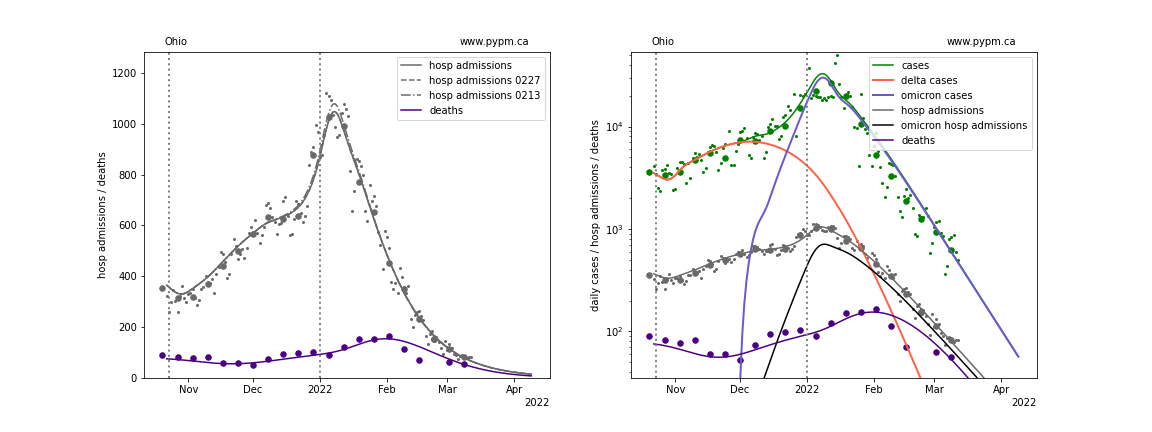 Ohio www.pypm.ca
hosp admissions
hosp admissions 0227
hosp admissions 0213
deaths
hosp admissions / deaths
1200
1000
800
600
400
200
0
Nov Dec 2022 Feb Mar Apr
2022
Ohio www.pypm.ca
cases
delta cases
omicron cases
hosp admissions
omicron hosp admissions
deaths
daily cases / hosp admissions / deaths
10⁴
10³
10²
Nov Dec 2022 Feb Mar Apr
2022